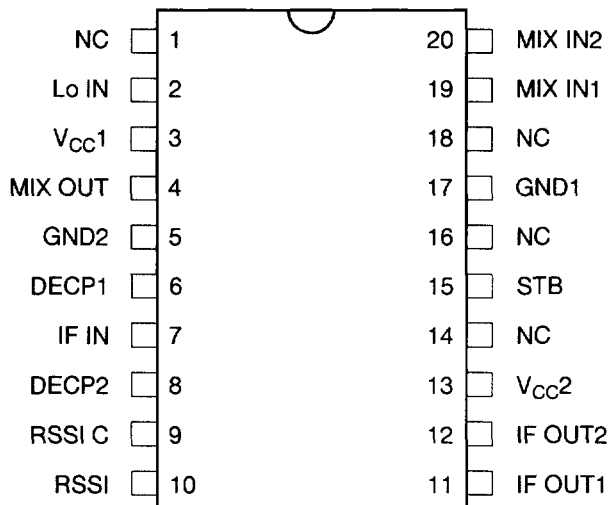 NC 1 20 MIX IN2
Lo IN 2 19 MIX IN1
VCC1 3 18 NC
MIX OUT 4 17 GND1
GND2 5 16 NC
DECP1 6 15 STB
IF IN 7 14 NC
DECP2 8 13 VCC2
RSSI C 9 12 IF OUT2
RSSI 10 11 IF OUT1